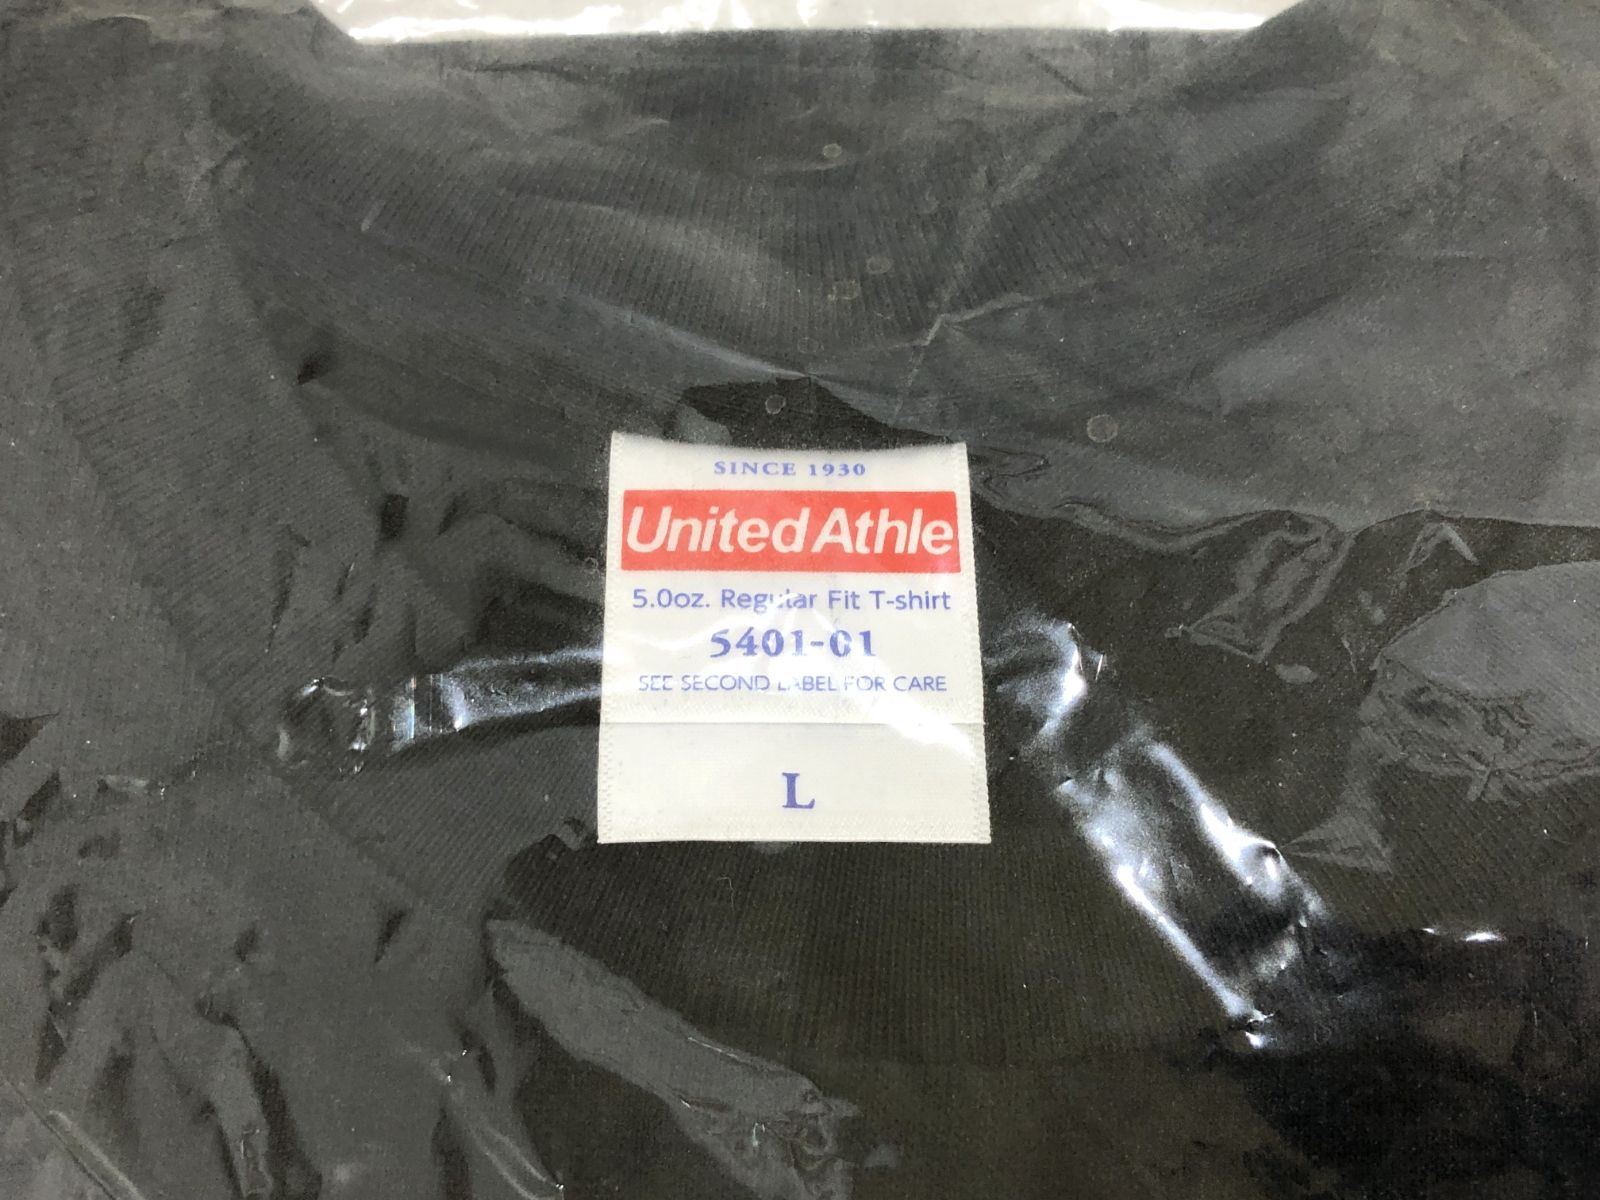 SINCE 1930
United Athle
5.0oz. Regular Fit T-shirt
5401-01
SEE SECOND LABEL FOR CARE
L